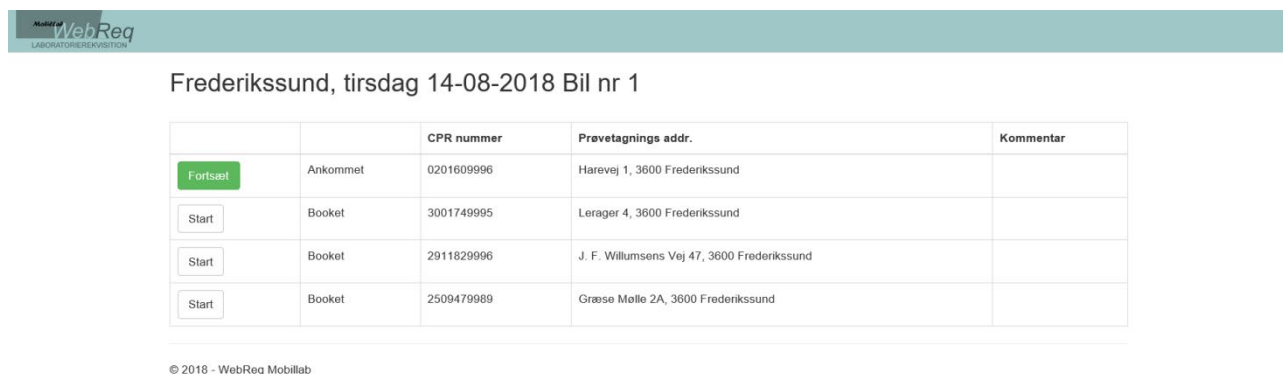 Mobillab WebReq
LABORATORIEREKVISITION
Frederikssund, tirsdag 14-08-2018 Bil nr 1
CPR nummer Prøvetagnings addr. Kommentar
Fortsæt Ankommet 0201609996 Harevej 1, 3600 Frederikssund
Start Booket 3001749995 Lerager 4, 3600 Frederikssund
Start Booket 2911829996 J. F. Willumsens Vej 47, 3600 Frederikssund
Start Booket 2509479989 Græse Mølle 2A, 3600 Frederikssund
© 2018 - WebReq Mobillab